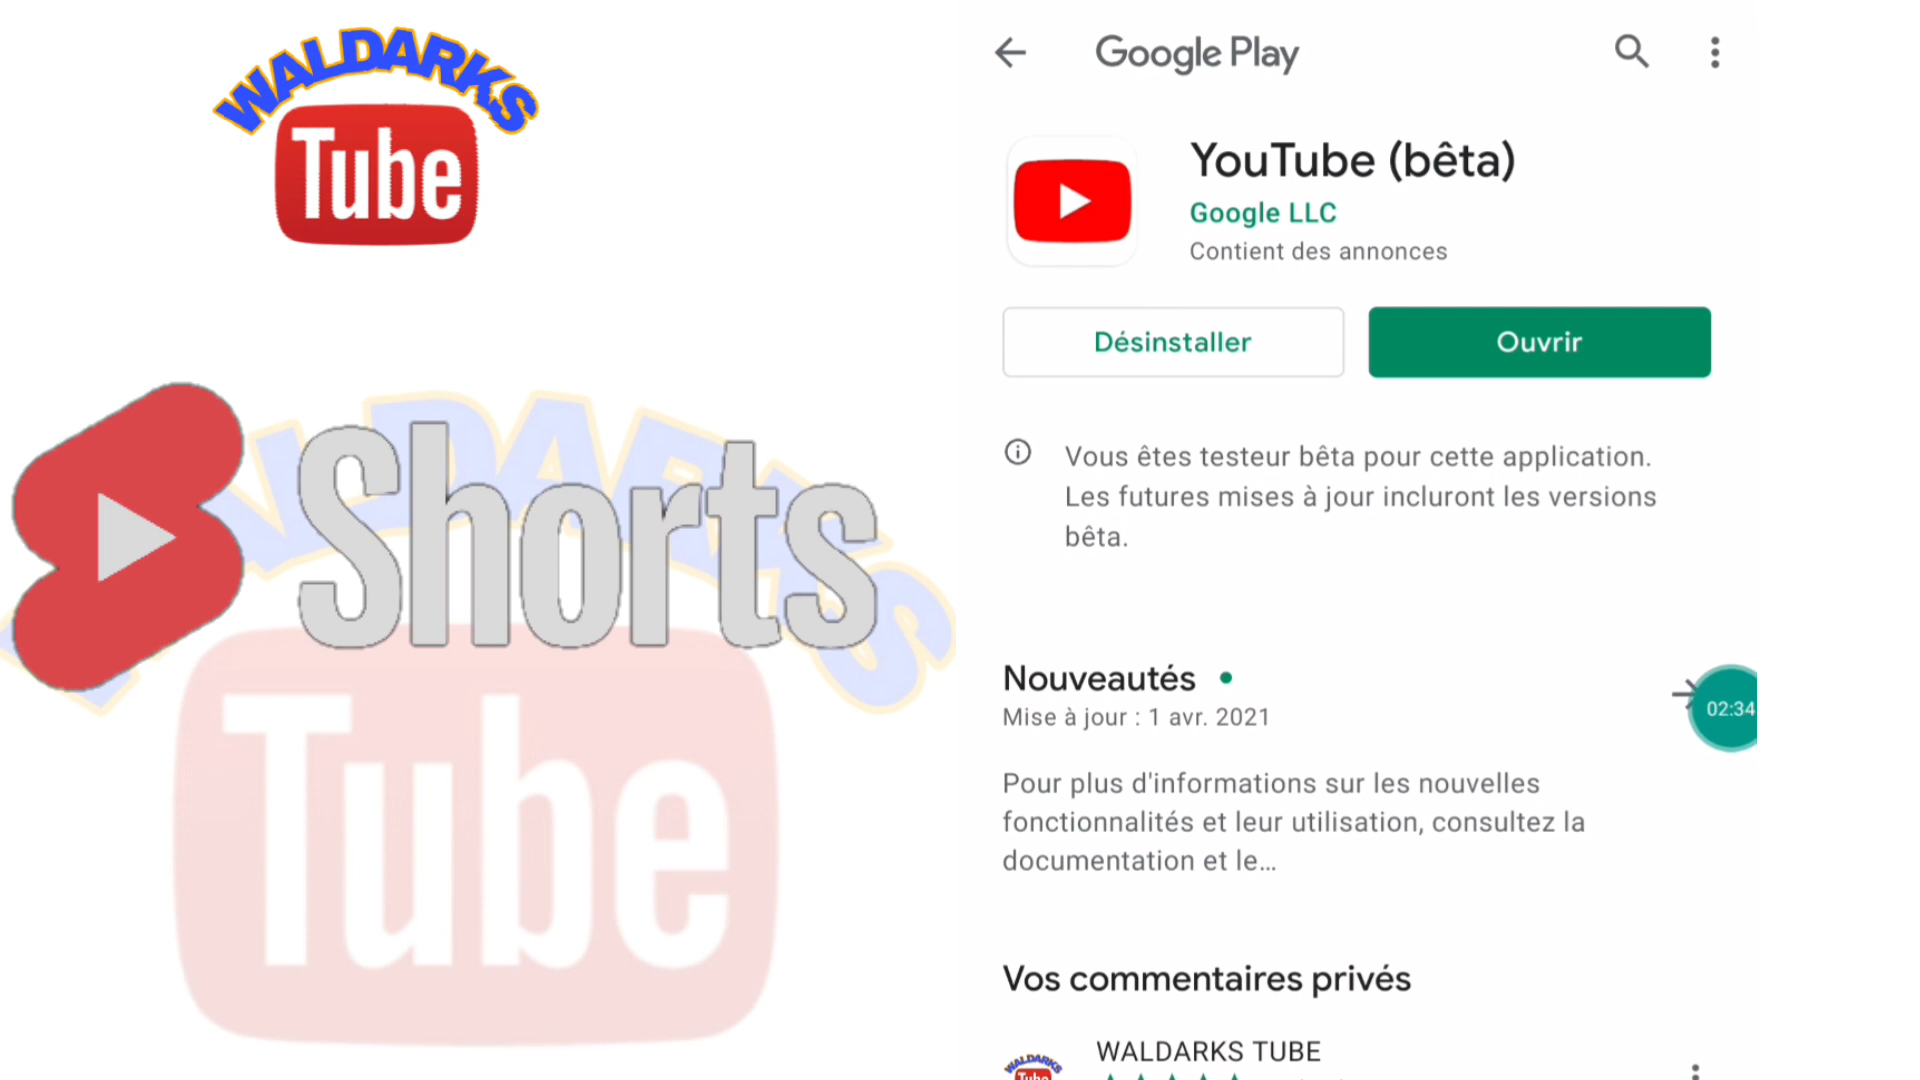 WALDARKS
Tube
Shorts
WALDARKS
Tube
Google Play
YouTube (bêta)
Google LLC
Contient des annonces
Désinstaller
Ouvrir
Vous êtes testeur bêta pour cette application.
Les futures mises à jour incluront les versions
bêta.
Nouveautés
Mise à jour : 1 avr. 2021
02:34
Pour plus d'informations sur les nouvelles
fonctionnalités et leur utilisation, consultez la
documentation et le...
Vos commentaires privés
WALDARKS TUBE
WALDARKS
Tube